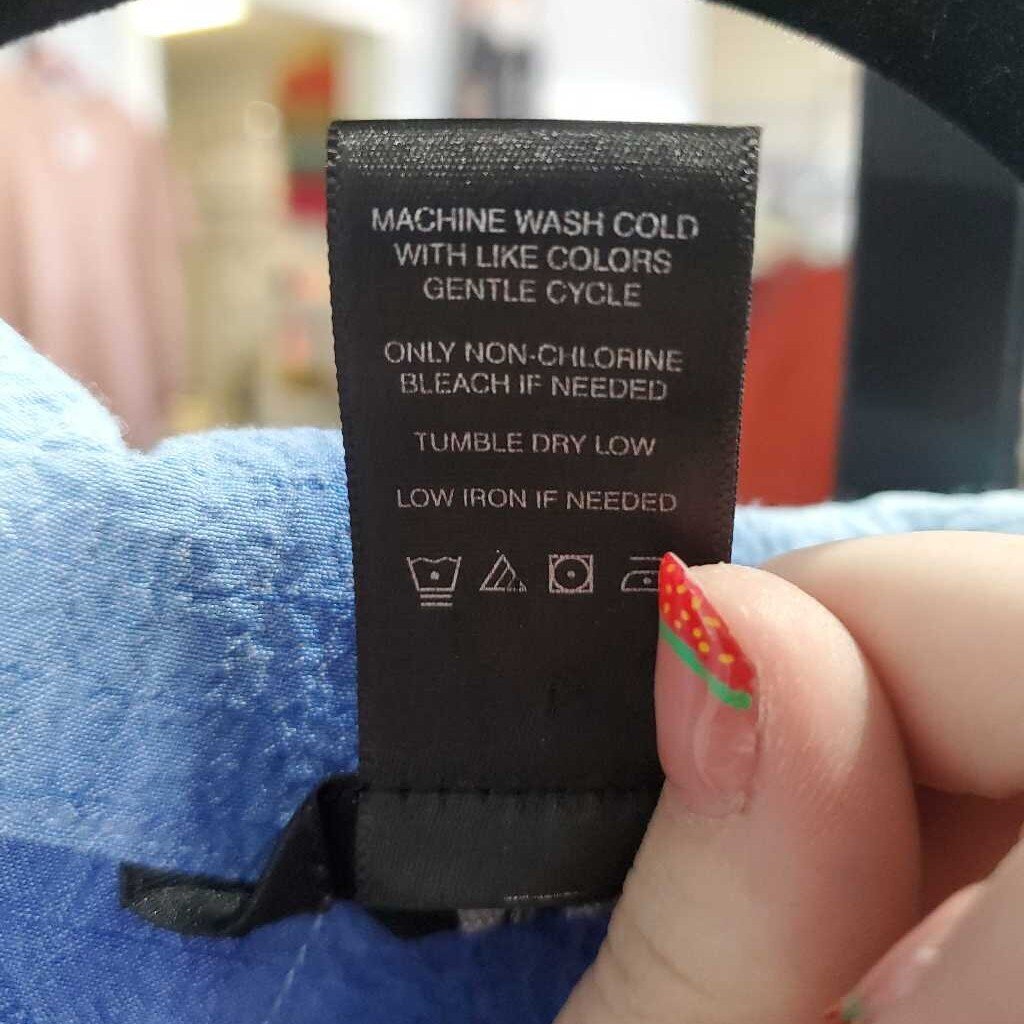 MACHINE WASH COLD
WITH LIKE COLORS
GENTLE CYCLE
ONLY NON-CHLORINE
BLEACH IF NEEDED
TUMBLE DRY LOW
LOW IRON IF NEEDED